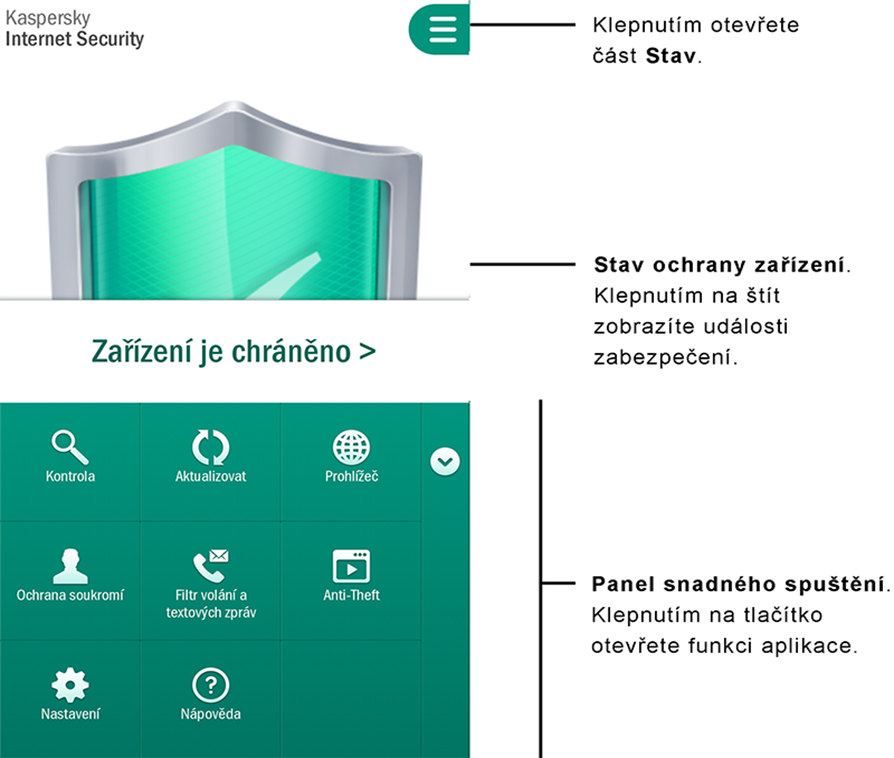 Kaspersky
Internet Security
Klepnutím otevřete
část Stav.
Stav ochrany zařízení.
Klepnutím na štít
zobrazíte události
zabezpečení.
Zařízení je chráněno >
Kontrola
Aktualizovat
Prohlížeč
Ochrana soukromí
Filtr volání a
textových zpráv
Anti-Theft
Nastavení
Nápověda
Panel snadného spuštění.
Klepnutím na tlačítko
otevřete funkci aplikace.